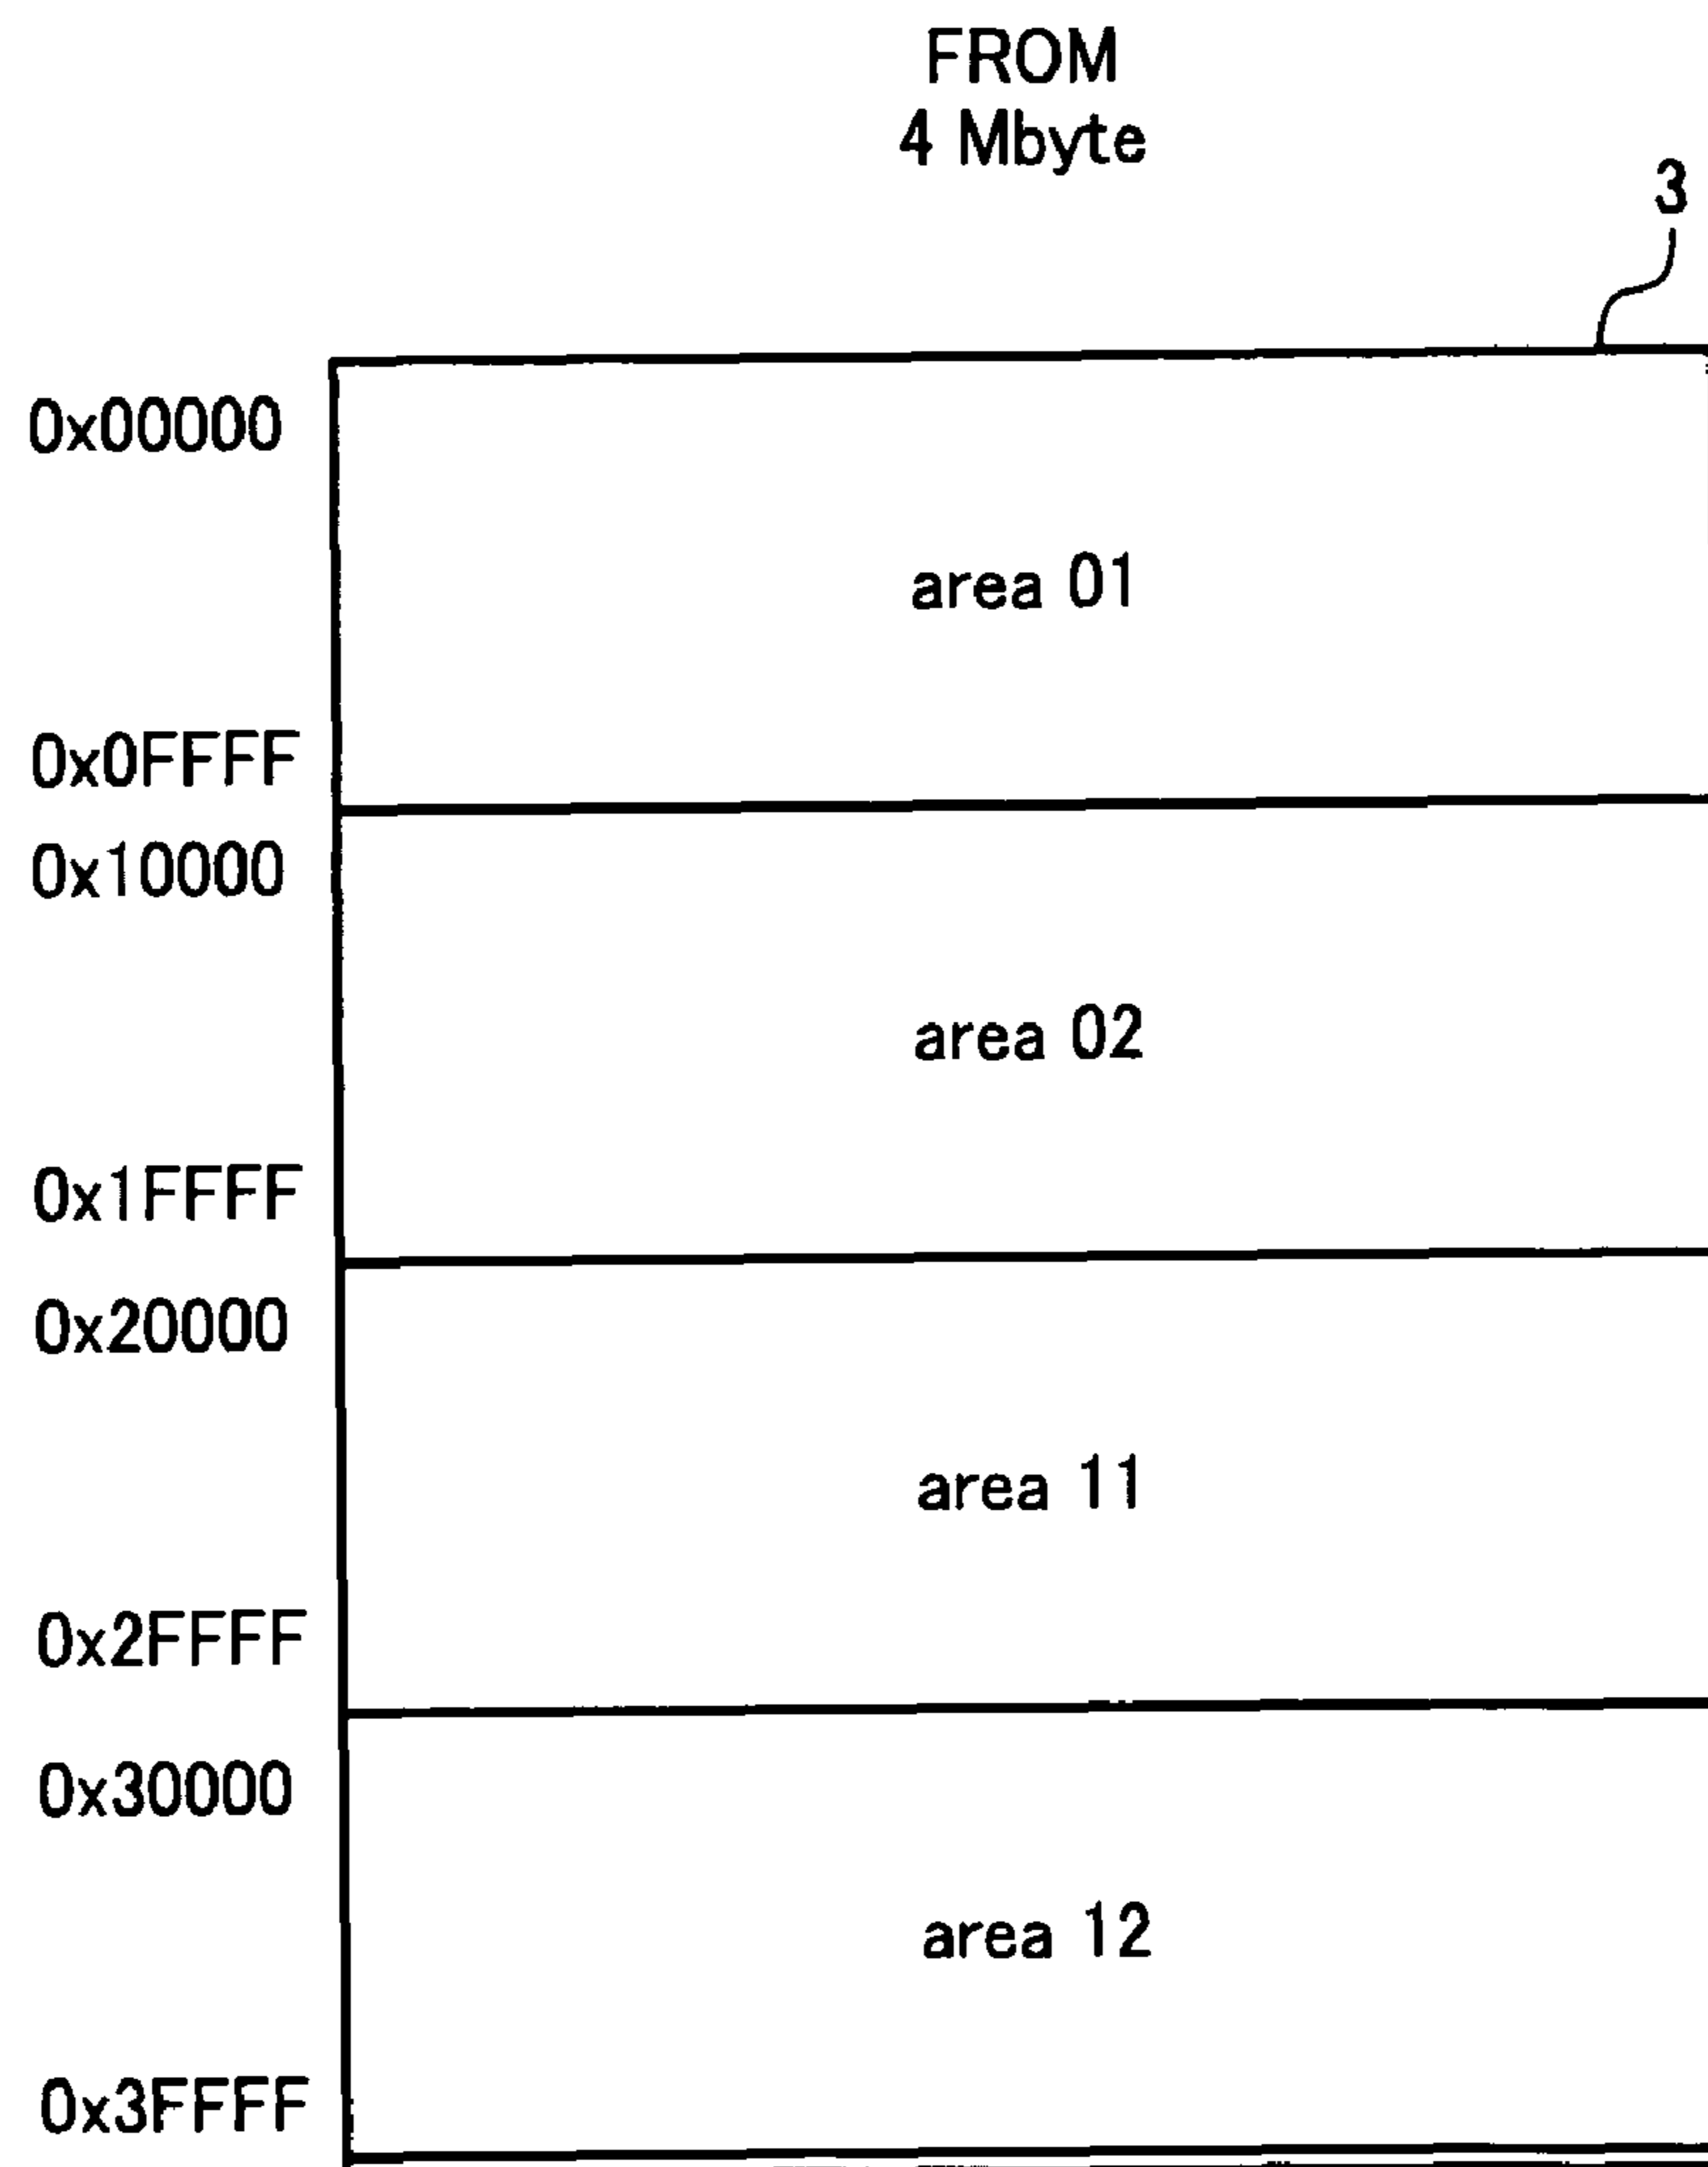 FROM
4 Mbyte
3
0x00000
area 01
0x0FFFF
0x10000
area 02
0x1FFFF
0x20000
area 11
0x2FFFF
0x30000
area 12
0x3FFFF